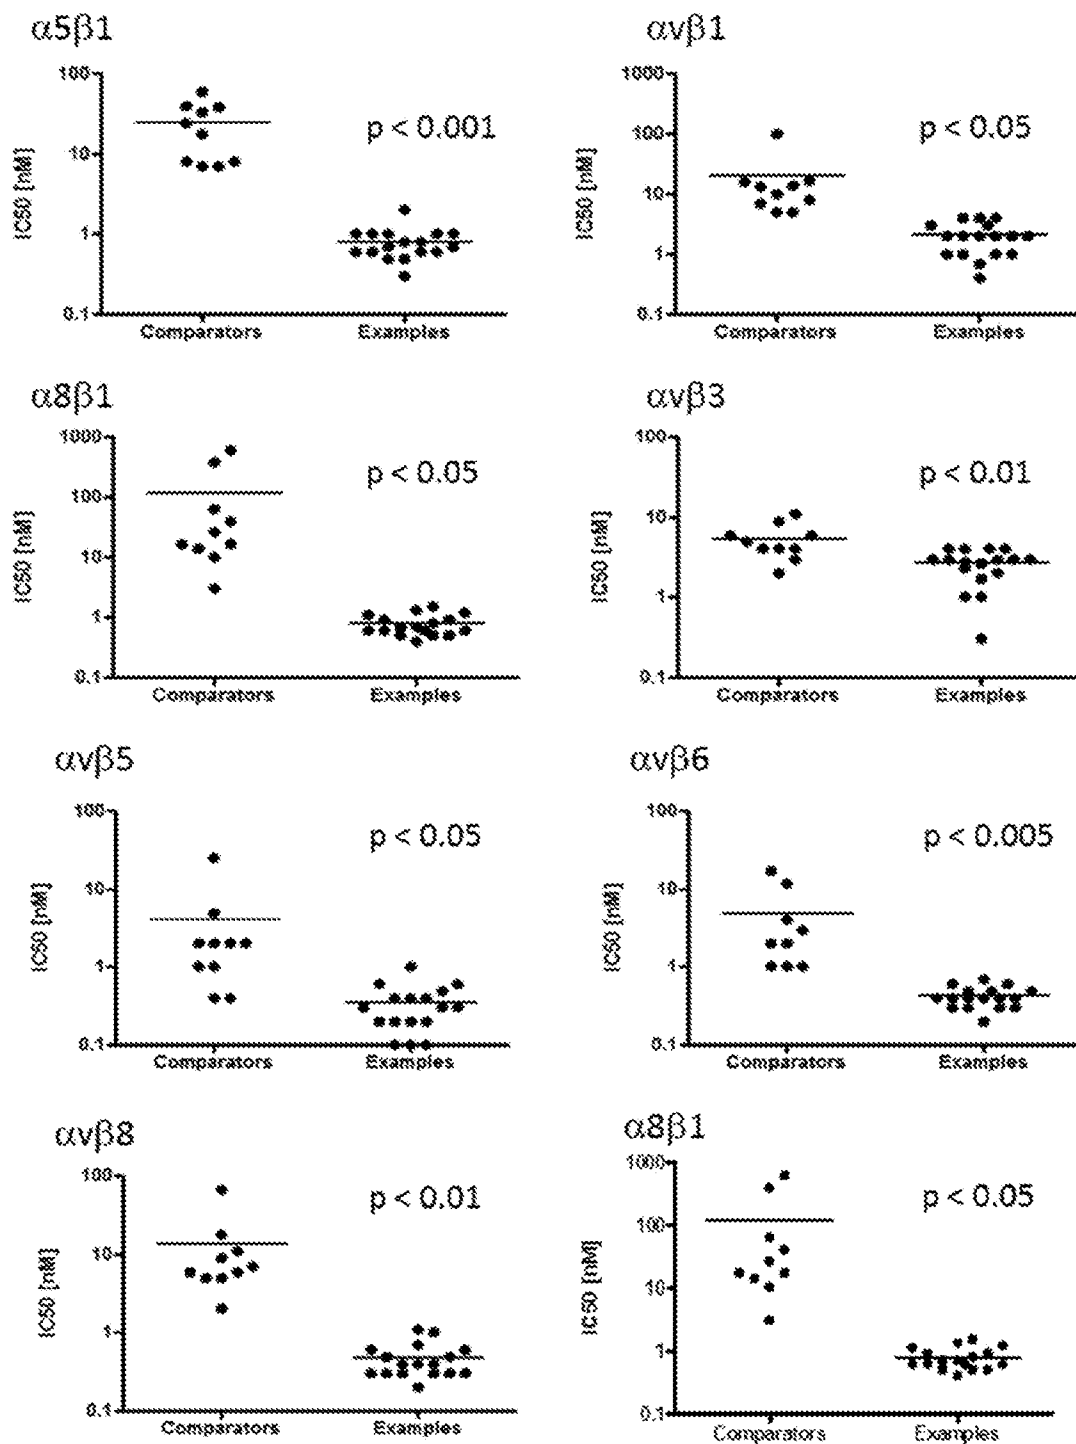 α5β1
100
10
1
0.1
IC50 [nM]
p < 0.001
Comparators
Examples
αvβ1
1000
100
10
1
0.1
IC50 [nM]
p < 0.05
Comparators
Examples
α8β1
1000
100
10
1
0.1
IC50 [nM]
p < 0.05
Comparators
Examples
αvβ3
100
10
1
0.1
IC50 [nM]
p < 0.01
Comparators
Examples
αvβ5
100
10
1
0.1
IC50 [nM]
p < 0.05
Comparators
Examples
αvβ6
100
10
1
0.1
IC50 [nM]
p < 0.005
Comparators
Examples
αvβ8
100
10
1
0.1
IC50 [nM]
p < 0.01
Comparators
Examples
α8β1
1000
100
10
1
0.1
IC50 [nM]
p < 0.05
Comparators
Examples